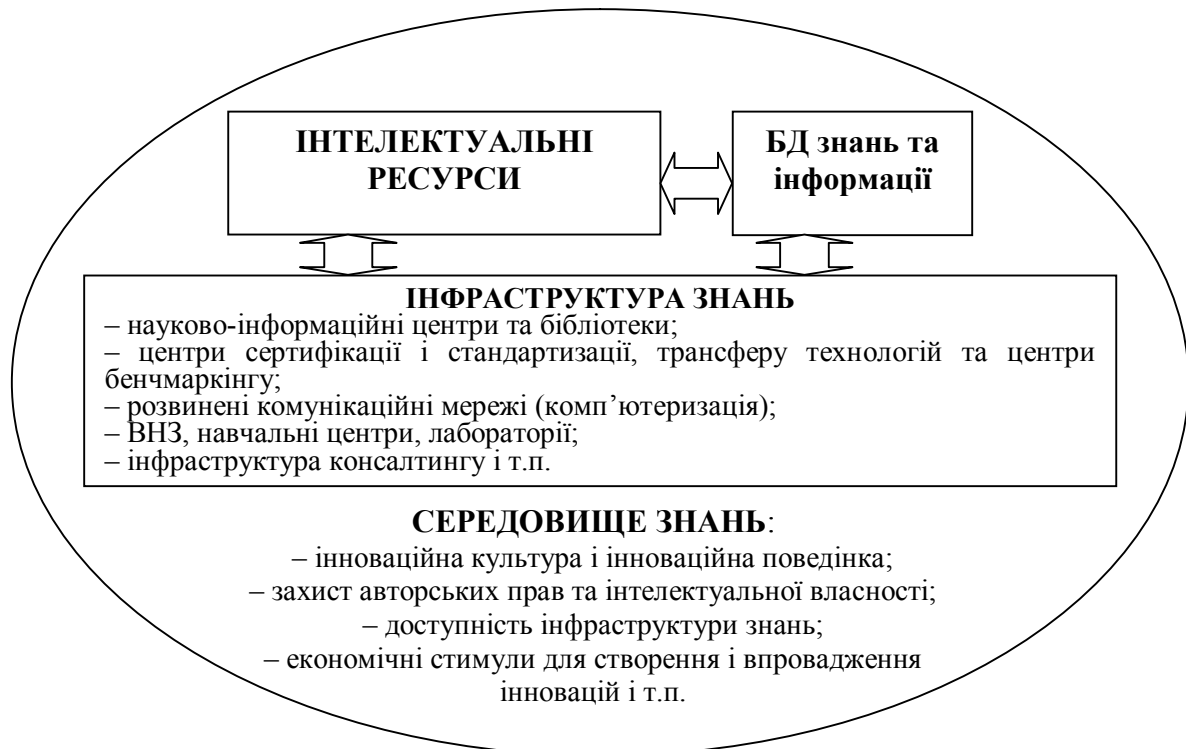 ІНТЕЛЕКТУАЛЬНІ
РЕСУРСИ
БД знань та
інформації
ІНФРАСТРУКТУРА ЗНАНЬ
– науково-інформаційні центри та бібліотеки;
– центри сертифікації і стандартизації, трансферу технологій та центри
бенчмаркінгу;
– розвинені комунікаційні мережі (комп’ютеризація);
– ВНЗ, навчальні центри, лабораторії;
– інфраструктура консалтингу і т.п.
СЕРЕДОВИЩЕ ЗНАНЬ:
– інноваційна культура і інноваційна поведінка;
– захист авторських прав та інтелектуальної власності;
– доступність інфраструктури знань;
– економічні стимули для створення і впровадження
інновацій і т.п.